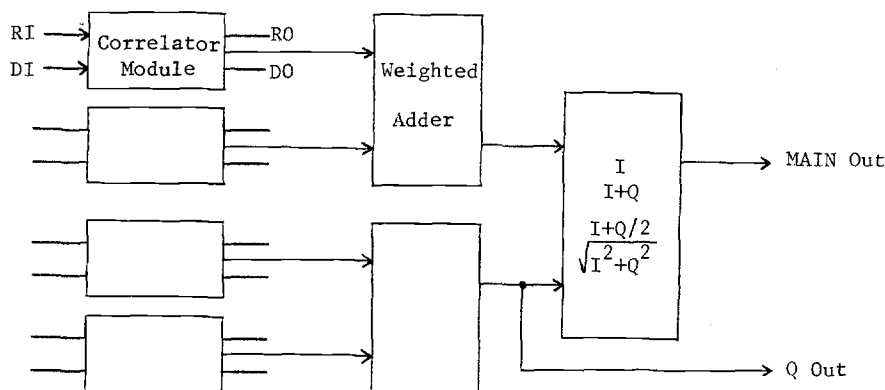 RI
RO
Correlator
Module
DI
DO
Weighted
Adder
I
I+Q
I+Q/2
√I²+Q²
MAIN Out
Q Out